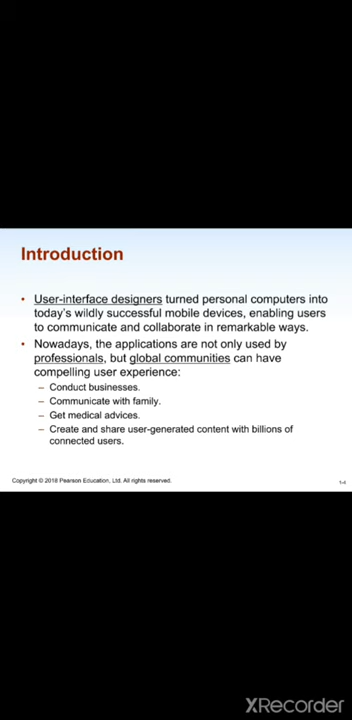 Introduction
• User-interface designers turned personal computers into
today's wildly successful mobile devices, enabling users
to communicate and collaborate in remarkable ways.
• Nowadays, the applications are not only used by
professionals, but global communities can have
compelling user experience:
– Conduct businesses.
– Communicate with family.
– Get medical advices.
– Create and share user-generated content with billions of
connected users.
Copyright © 2018 Pearson Education, Ltd. All rights reserved.
1-4
XRecorder